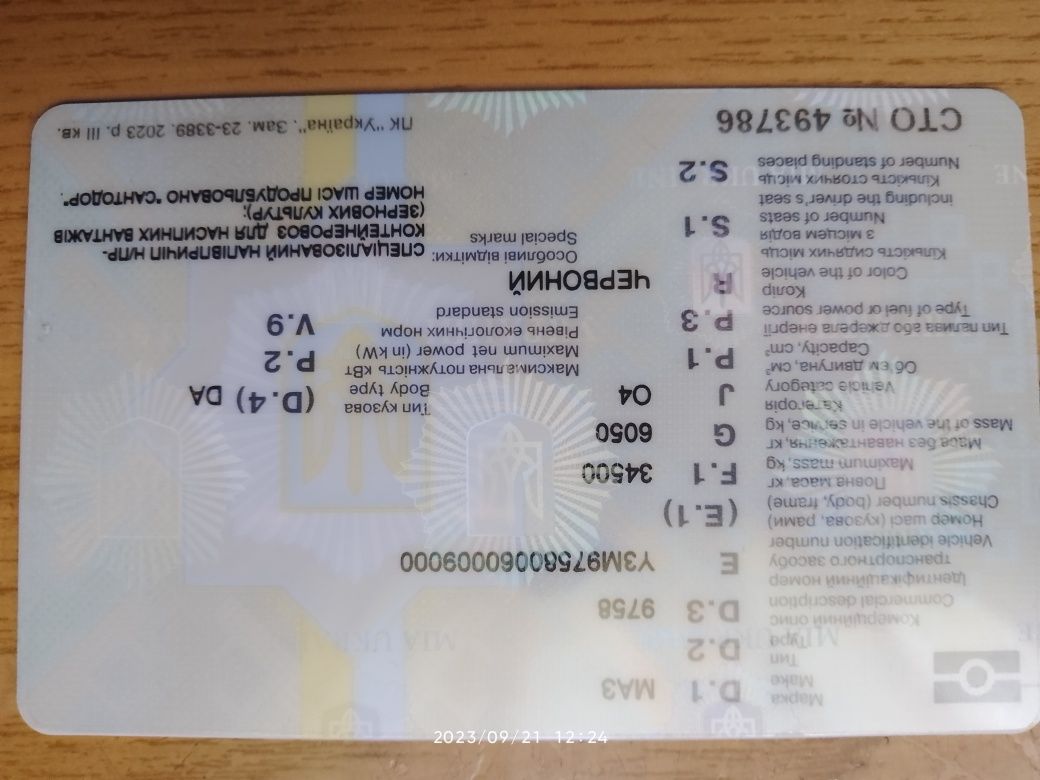 Марка
Make
D.1 МАЗ
Тип
Type
D.2
Комерційний опис
Commercial description
D.3 9758
Ідентифікаційний номер
транспортного засобу
Vehicle identification number
E Y3M97580060009000
Номер шасі (кузова, рами)
Chassis number (body, frame)
(E.1)
Повна маса, кг
Maximum mass, kg
F.1 34500
Маса без навантаження, кг
Mass of the vehicle in service, kg
G 6050
Категорія
Vehicle category
J O4
Тип кузова
Body type
(D.4) DA
Об'єм двигуна, см³
Capacity, cm³
P.1
Максимальна потужність кВт
Maximum net power (in kW)
P.2
Тип палива або джерела енергії
Type of fuel or power source
P.3
Рівень екологічних норм
Emission standard
V.9
Колір
Color of the vehicle
R ЧЕРВОНИЙ
Кількість сидячих місць
з місцем водія
Number of seats
including the driver's seat
S.1
Особливі відмітки:
Special marks
СПЕЦІАЛІЗОВАНИЙ НАПІВПРИЧІП Н/ПР-
КОНТЕЙНЕРОВОЗ ДЛЯ НАСИПНИХ ВАНТАЖІВ
(ЗЕРНОВИХ КУЛЬТУР);
НОМЕР ШАСІ ПРОДУБЛЬОВАНО "САНТОДОР".
Кількість стоячих місць
Number of standing places
S.2
СТО № 493786
ПК "Україна". Зам. 23-3389. 2023 р. III кв.
MIA UKRAINE
2023/09/21 12:24